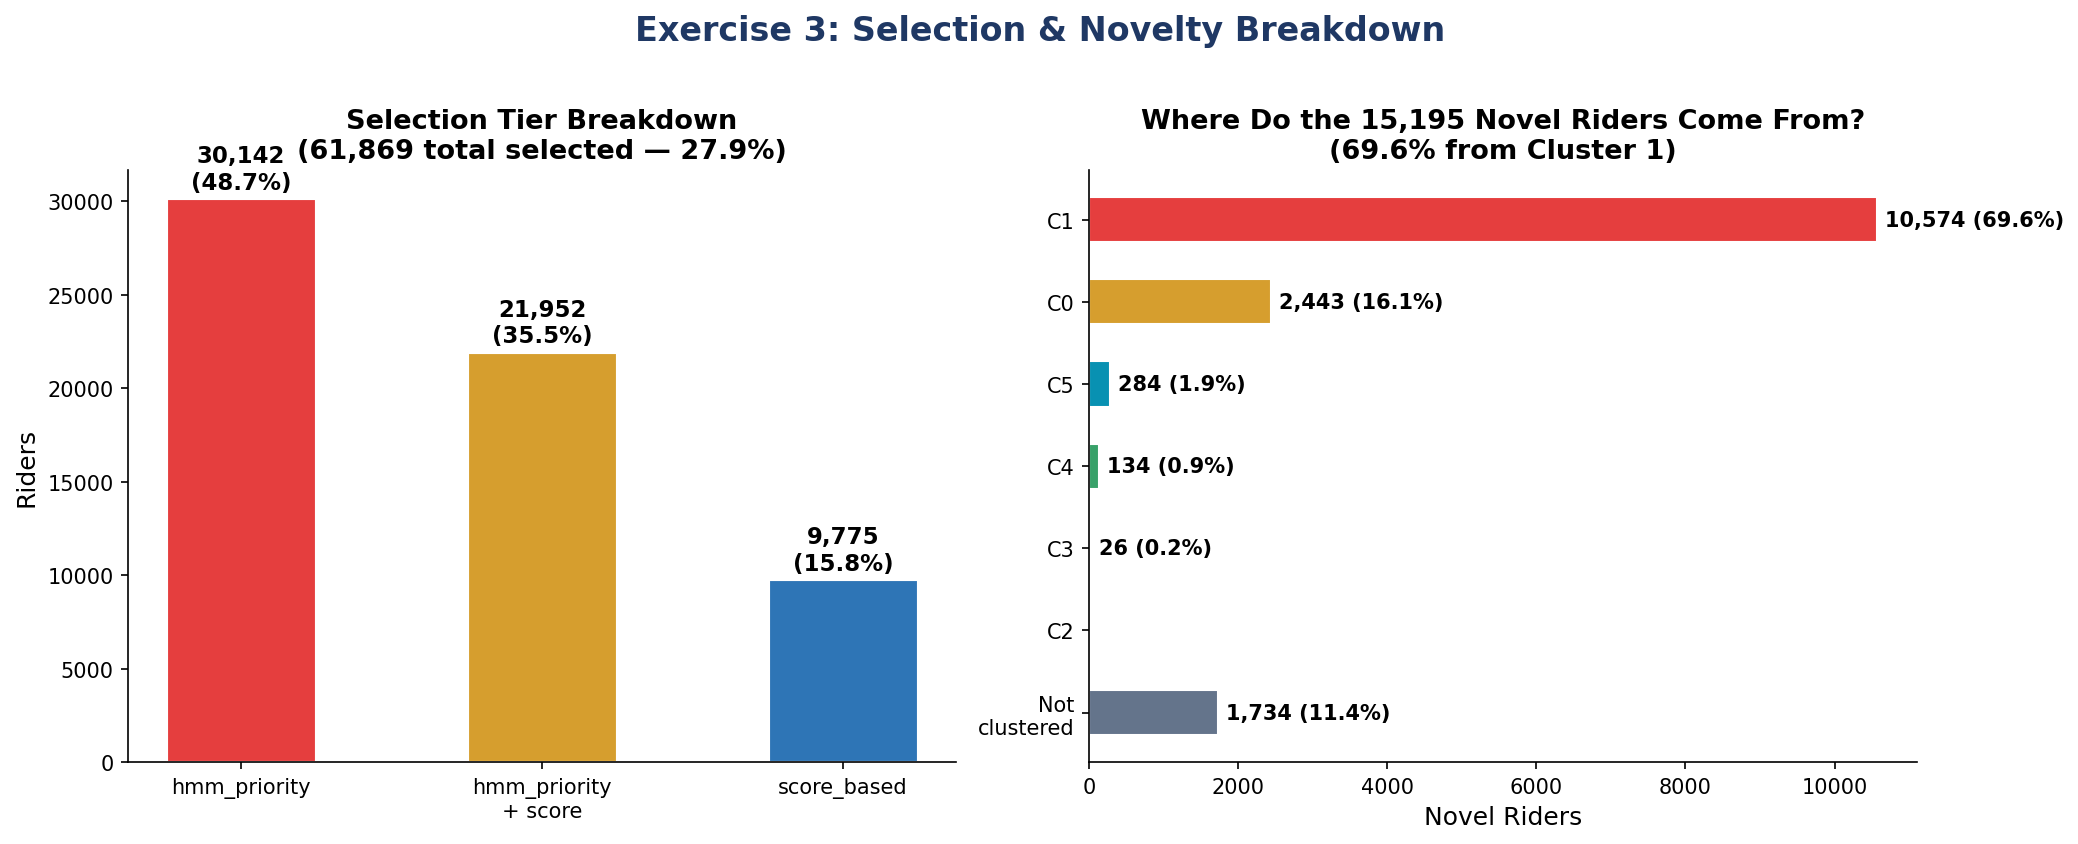 Exercise 3: Selection & Novelty Breakdown
Selection Tier Breakdown
(61,869 total selected — 27.9%)
30,142
(48.7%)
21,952
(35.5%)
9,775
(15.8%)
Riders
30000
25000
20000
15000
10000
5000
0
hmm_priority
hmm_priority
+ score
score_based
Where Do the 15,195 Novel Riders Come From?
(69.6% from Cluster 1)
C1 10,574 (69.6%)
C0 2,443 (16.1%)
C5 284 (1.9%)
C4 134 (0.9%)
C3 26 (0.2%)
C2
Not
clustered
1,734 (11.4%)
0 2000 4000 6000 8000 10000
Novel Riders